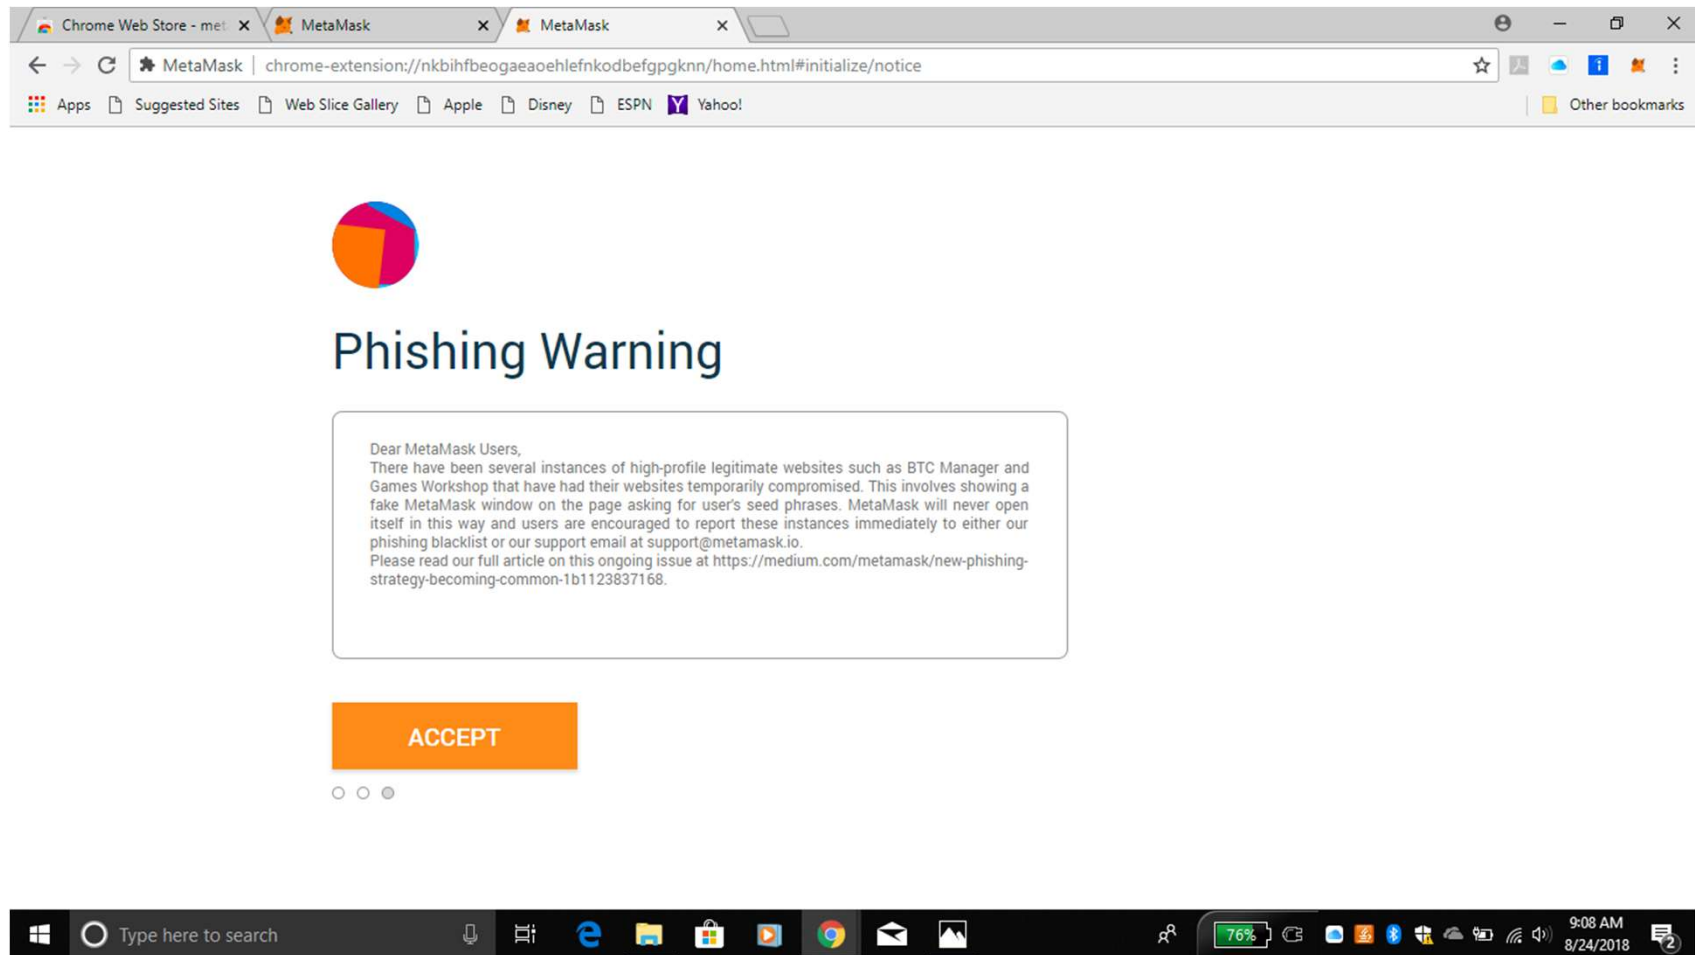 Chrome Web Store - met
MetaMask
MetaMask
MetaMask
chrome-extension://nkbihfbeogaeaoehlefnkodbefgpgknn/home.html#initialize/notice
Apps
Suggested Sites
Web Slice Gallery
Apple
Disney
ESPN
Yahoo!
Other bookmarks
Phishing Warning
Dear MetaMask Users,
There have been several instances of high-profile legitimate websites such as BTC Manager and
Games Workshop that have had their websites temporarily compromised. This involves showing a
fake MetaMask window on the page asking for user's seed phrases. MetaMask will never open
itself in this way and users are encouraged to report these instances immediately to either our
phishing blacklist or our support email at support@metamask.io.
Please read our full article on this ongoing issue at https://medium.com/metamask/new-phishing-
strategy-becoming-common-1b1123837168.
ACCEPT
Type here to search
76%
9:08 AM
8/24/2018
2